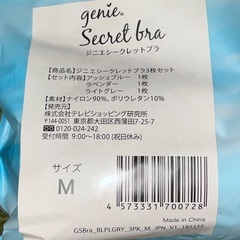 genie®
Secret bra
ジニエシークレットブラ
【商品名】ジニエシークレットブラ3枚セット
【セット内容】アッシュブルー 1枚
ラベンダー 1枚
ライトグレー 1枚
【素材】ナイロン90%、ポリウレタン10%
【発売元】
株式会社テレビショッピング研究所
〒144-0051 東京都大田区西蒲田5-21-6
0120-024-242
受付時間 9:00~18:00 (祝日休み)
サイズ
M
4573331700728
Made in China
GSBra_BLPLGRY_3PK_M_JPN_V1_181113